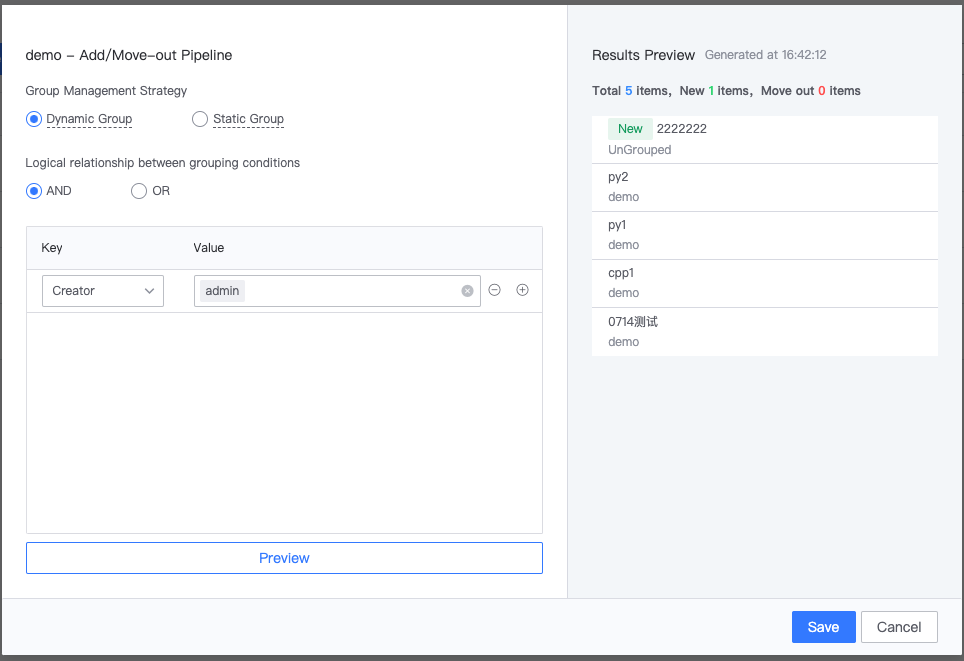 demo - Add/Move-out Pipeline
Group Management Strategy
Dynamic Group Static Group
Logical relationship between grouping conditions
AND OR
Key Value
Creator admin
Preview
Results Preview Generated at 16:42:12
Total 5 items，New 1 items，Move out 0 items
New 2222222
UnGrouped
py2
demo
py1
demo
cpp1
demo
0714测试
demo
Save Cancel